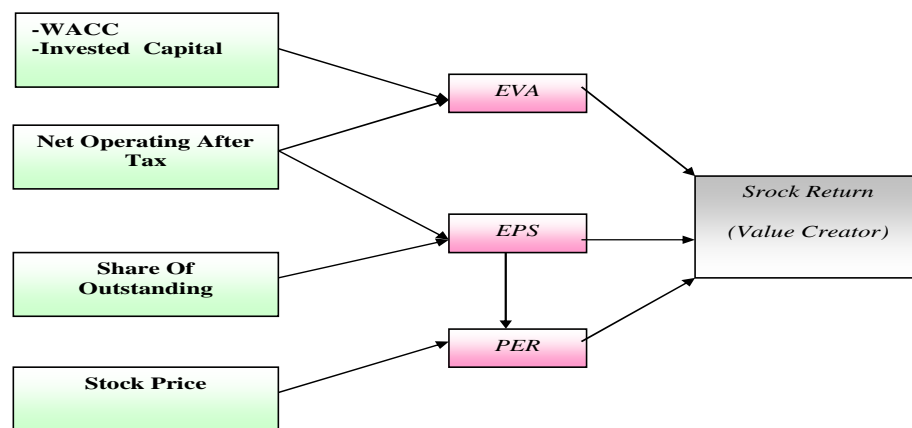 -WACC
-Invested Capital
EVA
Net Operating After
Tax
Srock Return
(Value Creator)
EPS
Share Of
Outstanding
PER
Stock Price